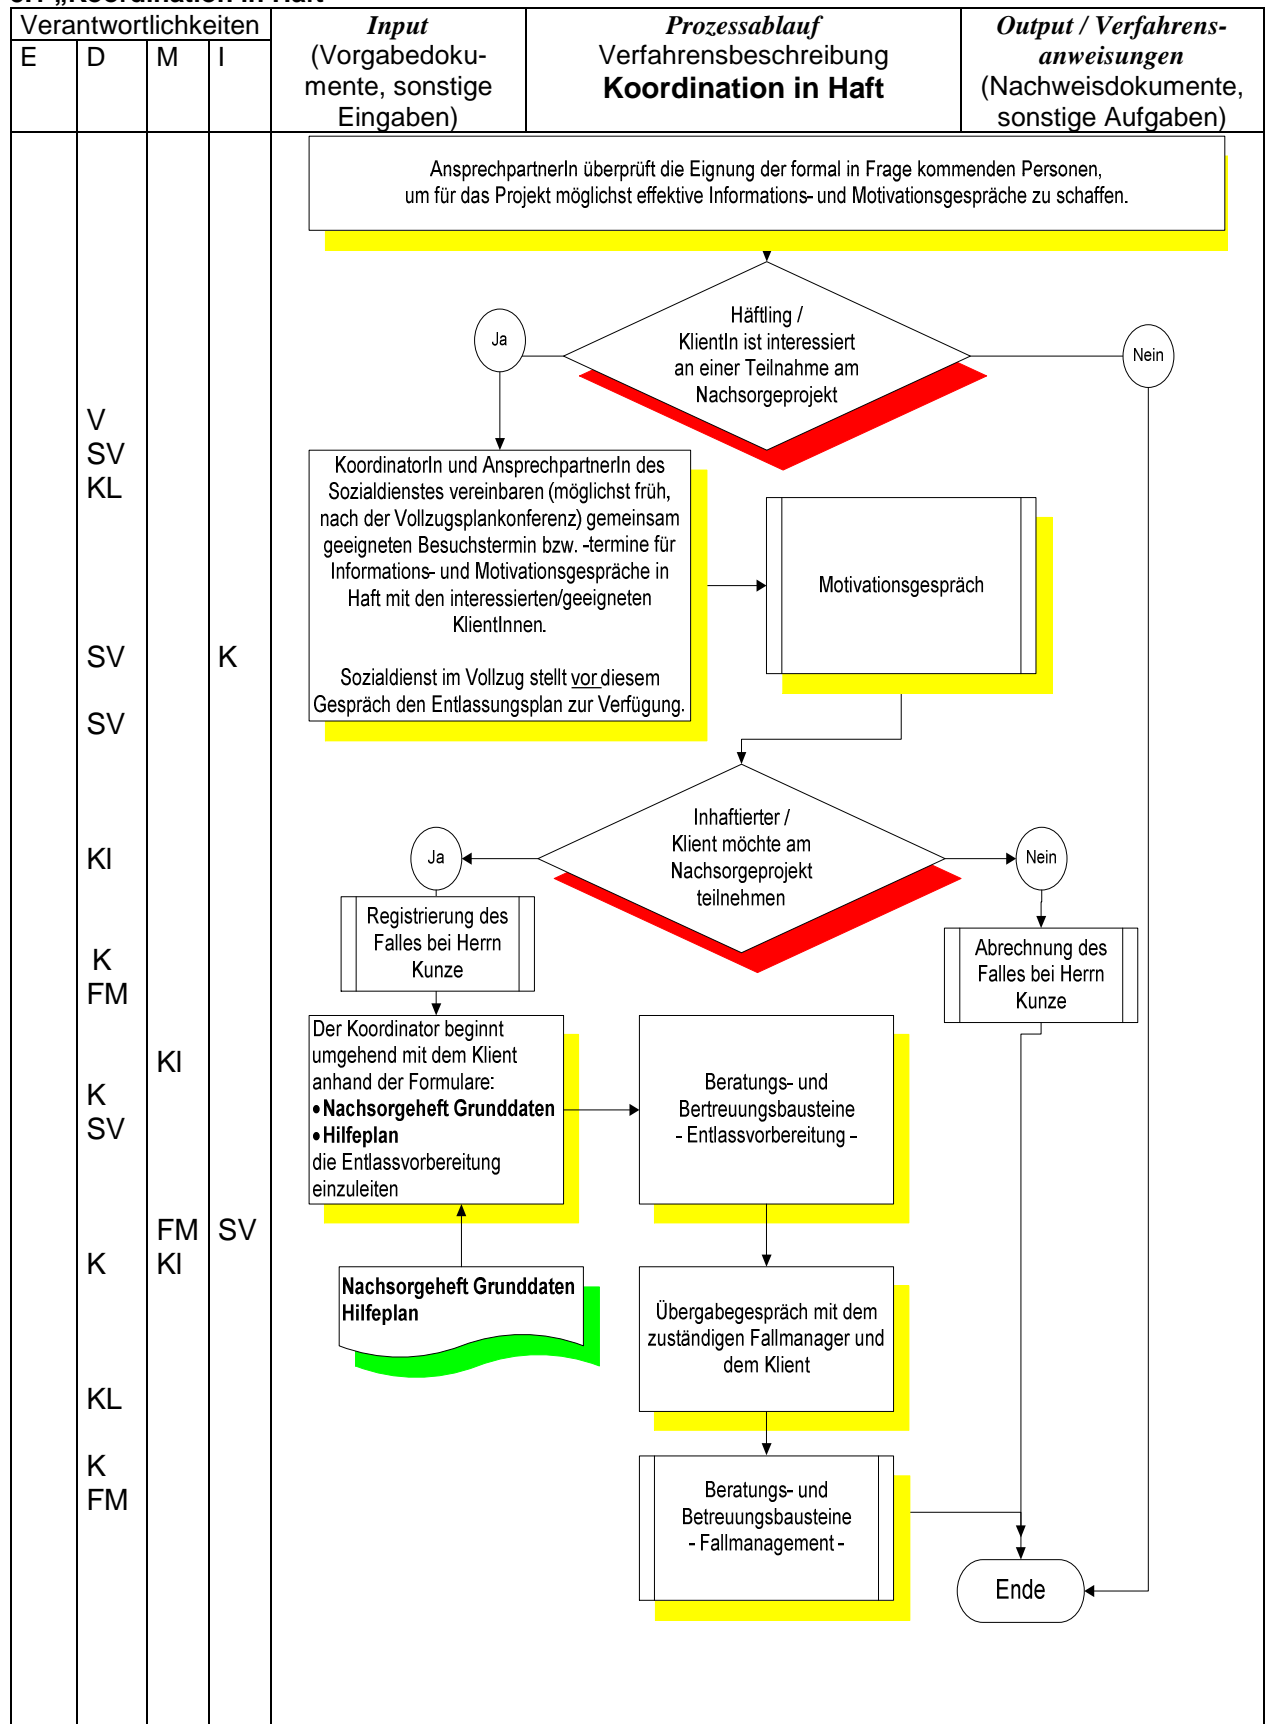 Verantwortlichkeiten
E D M I
Input
(Vorgabedoku-
mente, sonstige
Eingaben)
Prozessablauf
Verfahrensbeschreibung
Koordination in Haft
Output / Verfahrens-
anweisungen
(Nachweisdokumente,
sonstige Aufgaben)
AnsprechpartnerIn überprüft die Eignung der formal in Frage kommenden Personen,
um für das Projekt möglichst effektive Informations- und Motivationsgespräche zu schaffen.
Häftling /
KlientIn ist interessiert
an einer Teilnahme am
Nachsorgeprojekt
Ja
Nein
V
SV
KL
KoordinatorIn und AnsprechpartnerIn des
Sozialdienstes vereinbaren (möglichst früh,
nach der Vollzugsplankonferenz) gemeinsam
geeigneten Besuchstermin bzw. -termine für
Informations- und Motivationsgespräche in
Haft mit den interessierten/geeigneten
KlientInnen.
Sozialdienst im Vollzug stellt vor diesem
Gespräch den Entlassungsplan zur Verfügung.
Motivationsgespräch
SV K
SV
Inhaftierter /
Klient möchte am
Nachsorgeprojekt
teilnehmen
KI
Ja
Nein
Registrierung des
Falles bei Herrn
Kunze
Abrechnung des
Falles bei Herrn
Kunze
K
FM
Der Koordinator beginnt
umgehend mit dem Klient
anhand der Formulare:
•Nachsorgeheft Grunddaten
•Hilfeplan
die Entlassvorbereitung
einzuleiten
Beratungs- und
Bertreuungsbausteine
- Entlassvorbereitung -
KI
K
SV
FM SV
K KI
Nachsorgeheft Grunddaten
Hilfeplan
Übergabegespräch mit dem
zuständigen Fallmanager und
dem Klient
KL
K
FM
Beratungs- und
Betreuungsbausteine
- Fallmanagement -
Ende